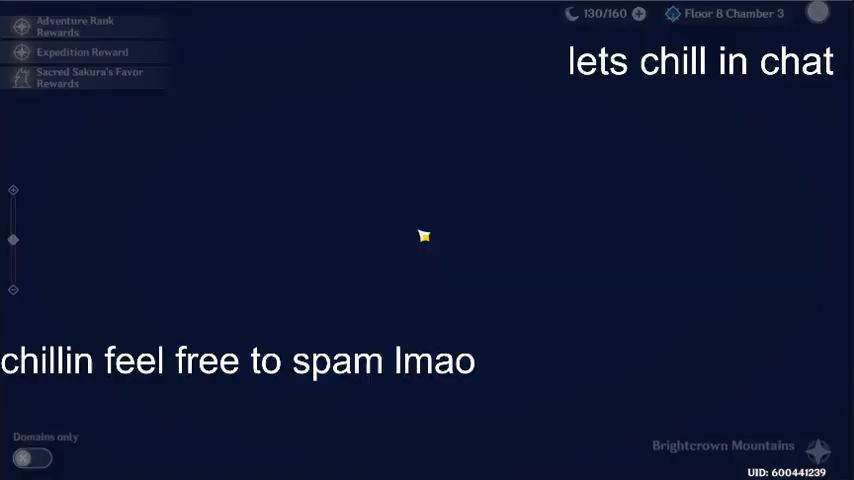 Adventure Rank
Rewards
130/160
Floor 8 Chamber 3
Expedition Reward
lets chill in chat
Sacred Sakura's Favor
Rewards
chillin feel free to spam lmao
Domains only
Brightcrown Mountains
UID: 600441239